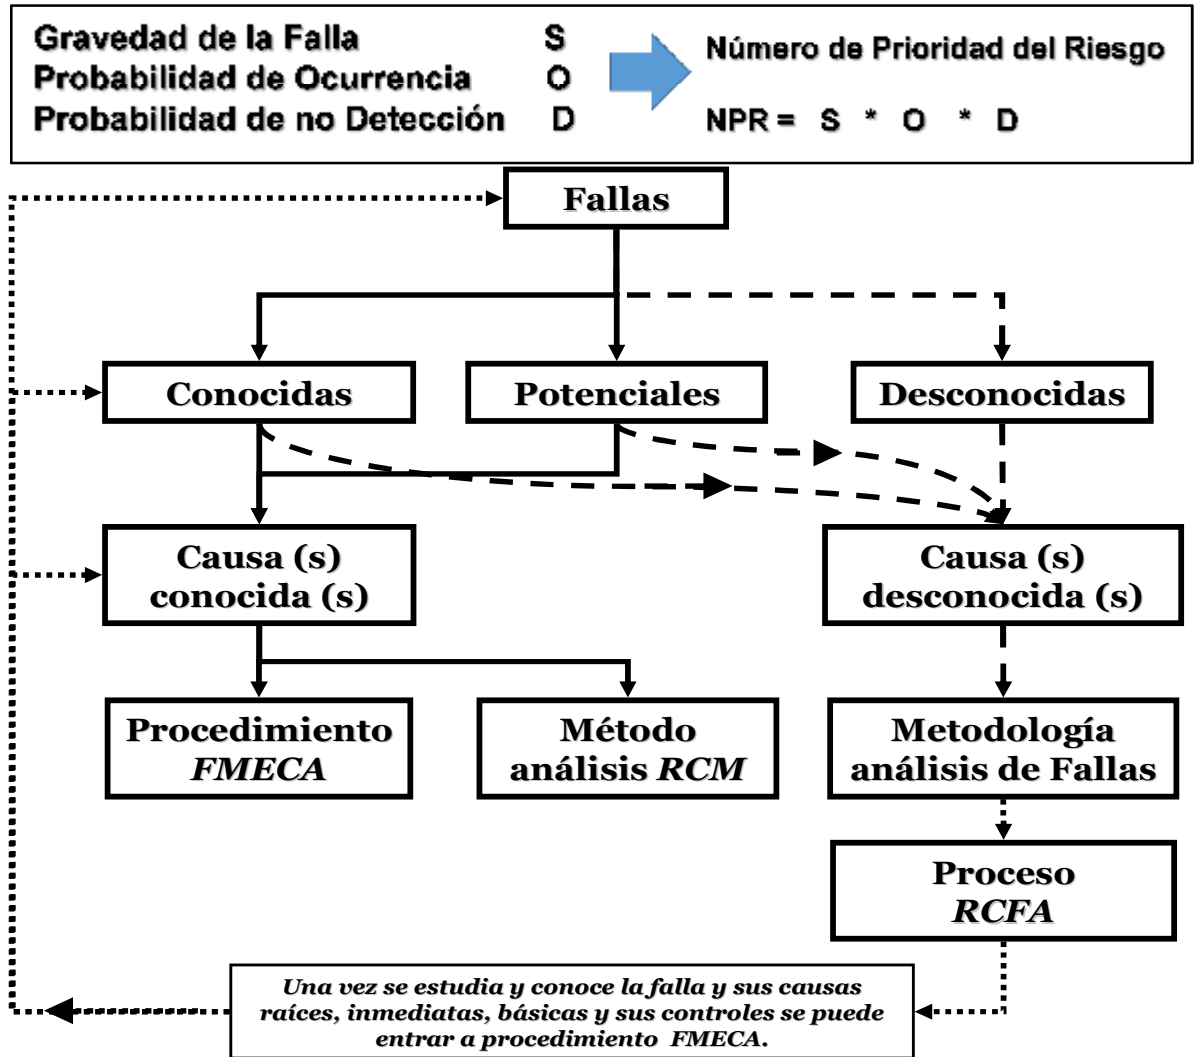 Gravedad de la Falla S
Probabilidad de Ocurrencia O
Probabilidad de no Detección D
Número de Prioridad del Riesgo
NPR = S * O * D
Fallas
Conocidas
Potenciales
Desconocidas
Causa (s)
conocida (s)
Causa (s)
desconocida (s)
Procedimiento
FMECA
Método
análisis RCM
Metodología
análisis de Fallas
Proceso
RCFA
Una vez se estudia y conoce la falla y sus causas
raíces, inmediatas, básicas y sus controles se puede
entrar a procedimiento FMECA.